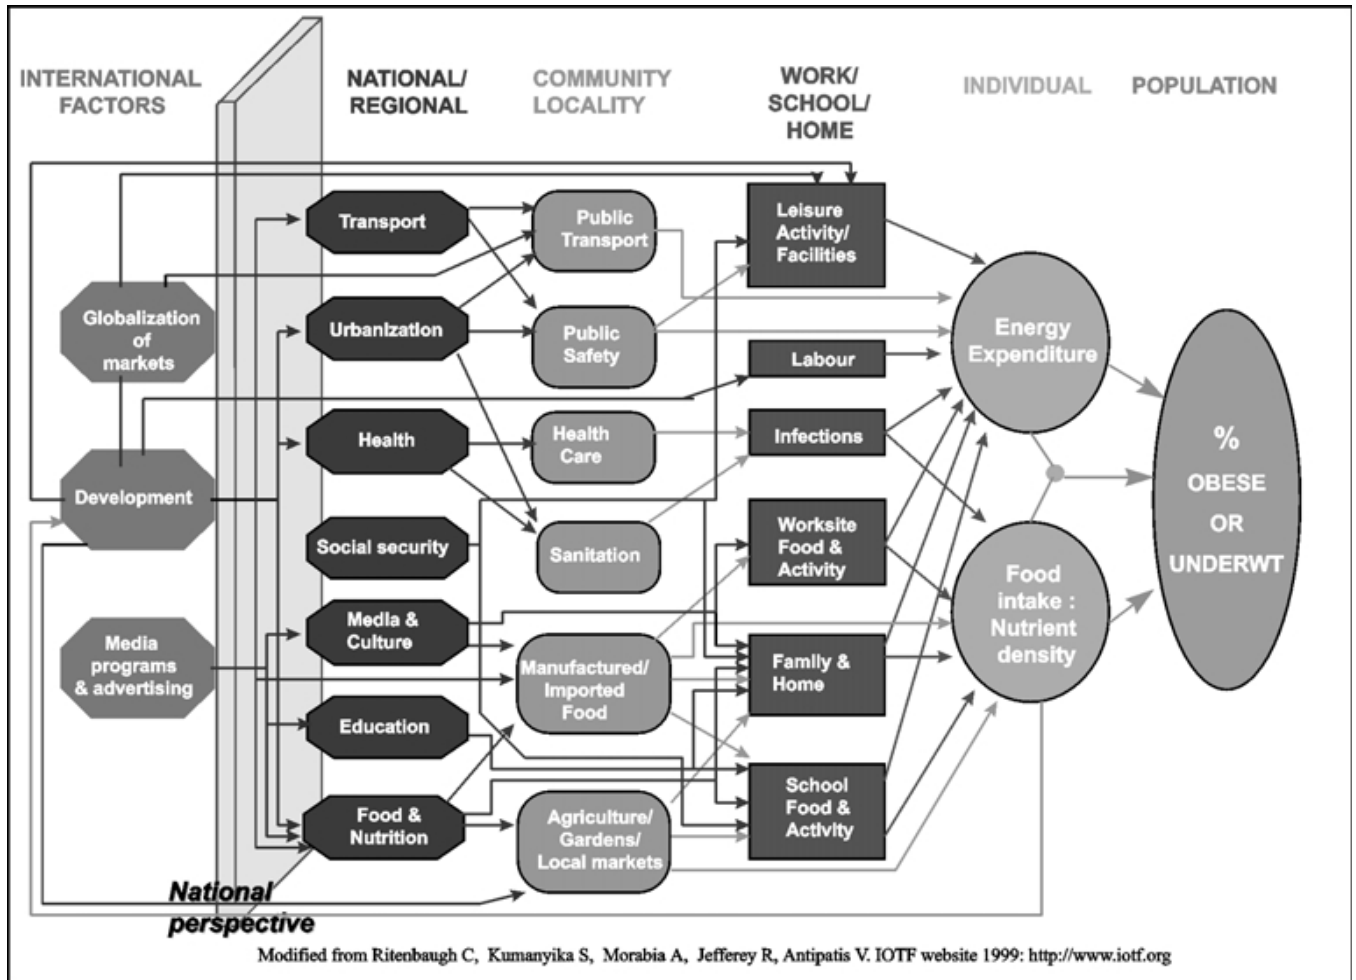 INTERNATIONAL
FACTORS
NATIONAL/
REGIONAL
COMMUNITY
LOCALITY
WORK/
SCHOOL/
HOME
INDIVIDUAL
POPULATION
Globalization
of
markets
Development
Media
programs
& advertising
Transport
Urbanization
Health
Social security
Media &
Culture
Education
Food &
Nutrition
Public
Transport
Public
Safety
Health
Care
Sanitation
Manufactured/
Imported
Food
Agriculture/
Gardens/
Local markets
Leisure
Activity/
Facilities
Labour
Infections
Worksite
Food &
Activity
Family &
Home
School
Food &
Activity
Energy
Expenditure
Food
intake :
Nutrient
density
%
OBESE
OR
UNDERWT
National
perspective
Modified from Ritenbaugh C, Kumanyika S, Morabia A, Jefferey R, Antipatis V. IOTF website 1999: http://www.iotf.org